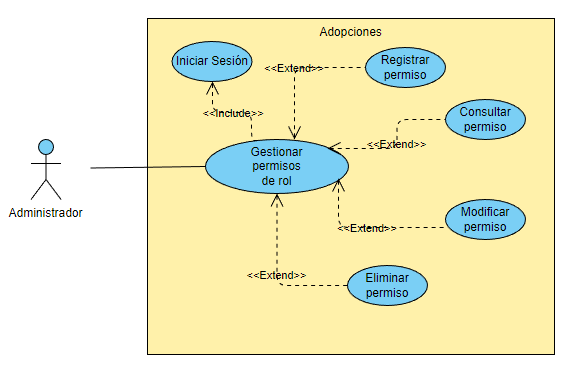 Adopciones
Iniciar Sesión
<<Extend>>
Registrar
permiso
<<Include>>
Consultar
permiso
<<Extend>>
Gestionar
permisos
de rol
Administrador
Modificar
permiso
<<Extend>>
<<Extend>>
Eliminar
permiso